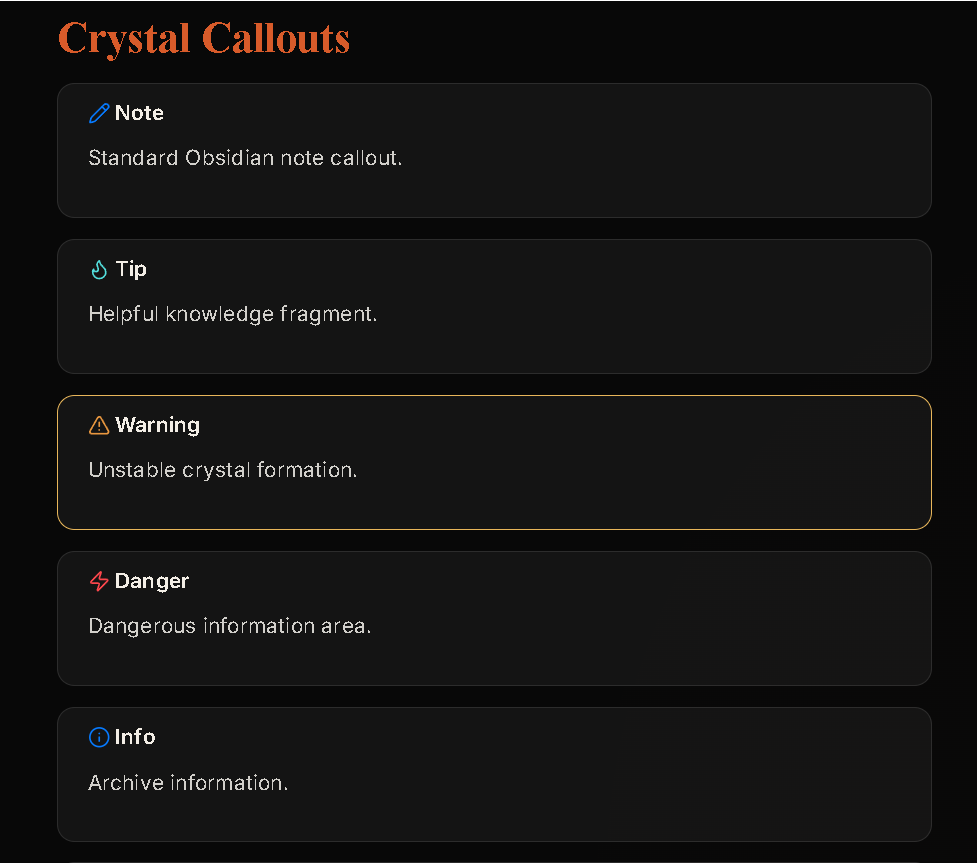 Crystal Callouts
Note
Standard Obsidian note callout.
Tip
Helpful knowledge fragment.
Warning
Unstable crystal formation.
Danger
Dangerous information area.
Info
Archive information.